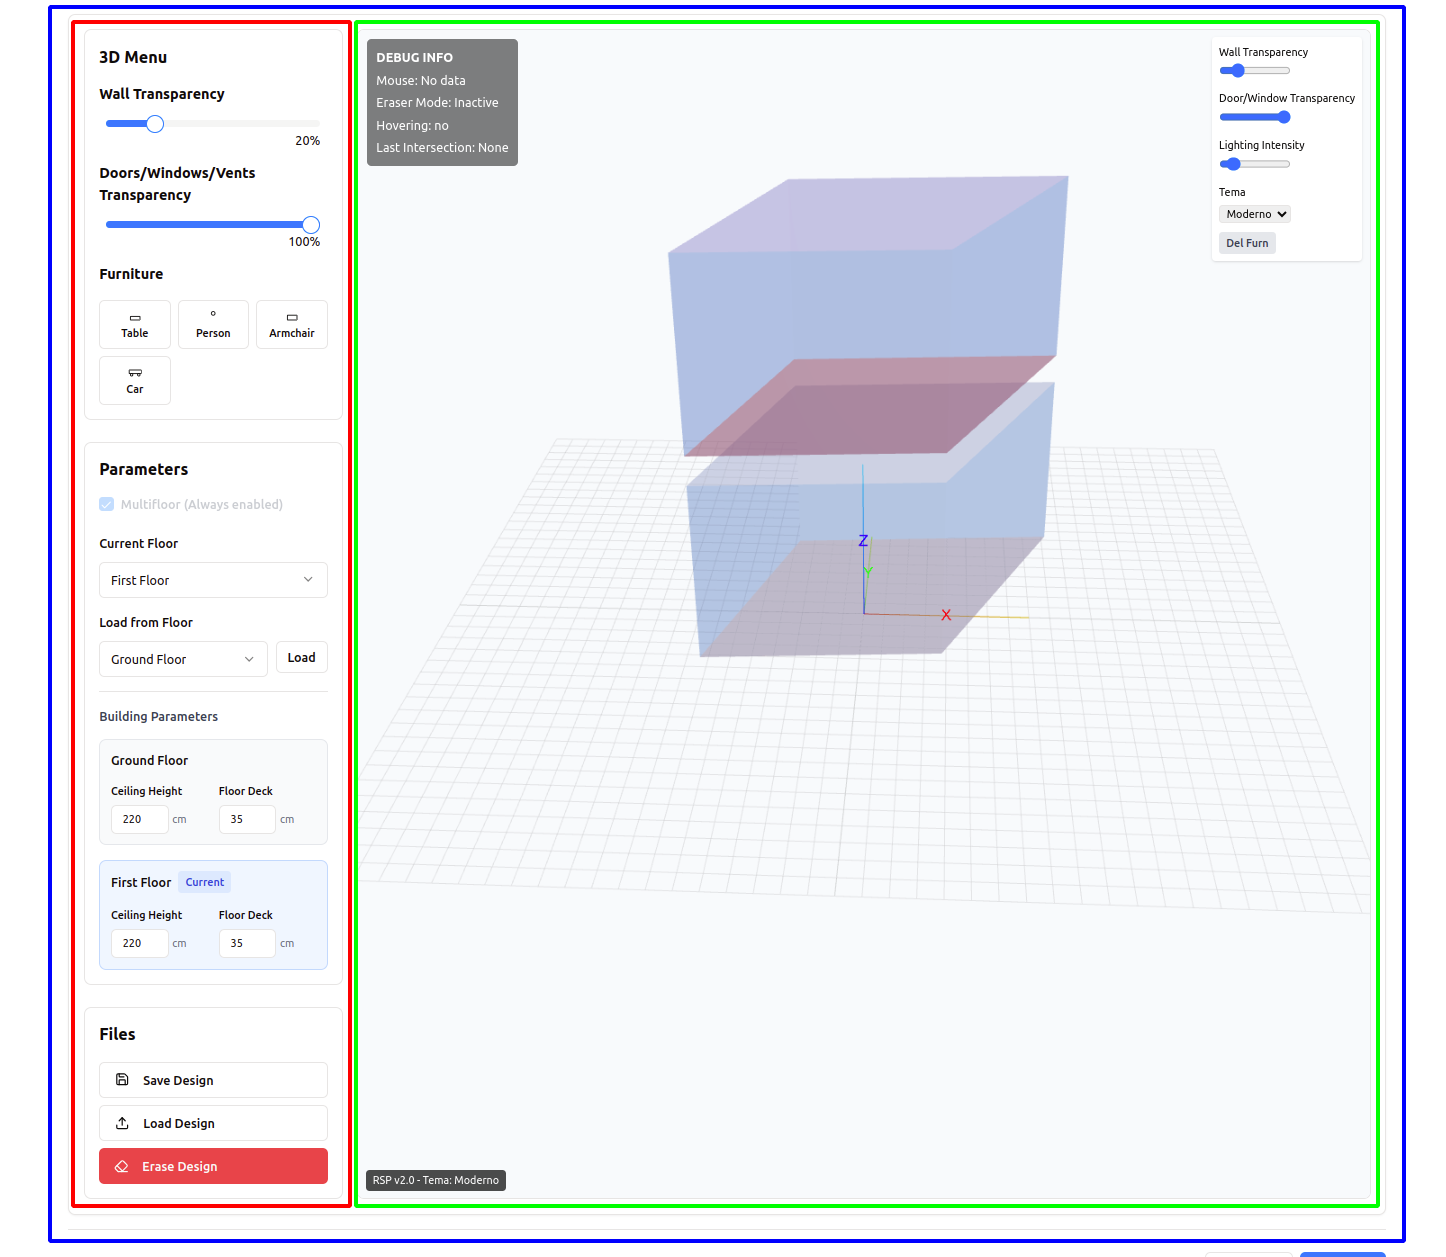 3D Menu
Wall Transparency
20%
Doors/Windows/Vents
Transparency
100%
Furniture
Table
Person
Armchair
Car
Parameters
Multifloor (Always enabled)
Current Floor
First Floor
Load from Floor
Ground Floor
Load
Building Parameters
Ground Floor
Ceiling Height
Floor Deck
220 cm
35 cm
First Floor Current
Ceiling Height
Floor Deck
220 cm
35 cm
Files
Save Design
Load Design
Erase Design
DEBUG INFO
Mouse: No data
Eraser Mode: Inactive
Hovering: no
Last Intersection: None
Z
Y
X
Wall Transparency
Door/Window Transparency
Lighting Intensity
Tema
Moderno
Del Furn
RSP v2.0 - Tema: Moderno